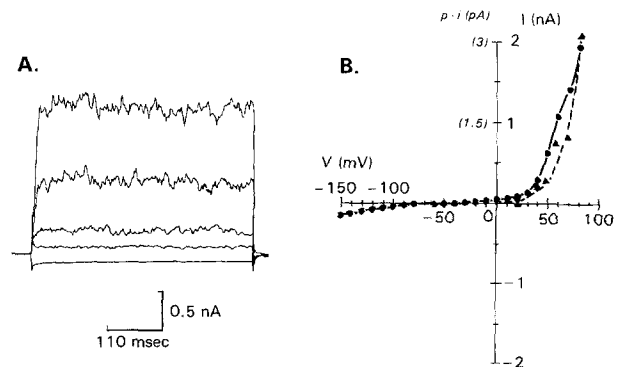 A.
0.5 nA
110 msec
B.
p · i (pA) I (nA)
(3) 2
(1.5) 1
V (mV)
−150 −100
−50 0 50 100
−1
−2